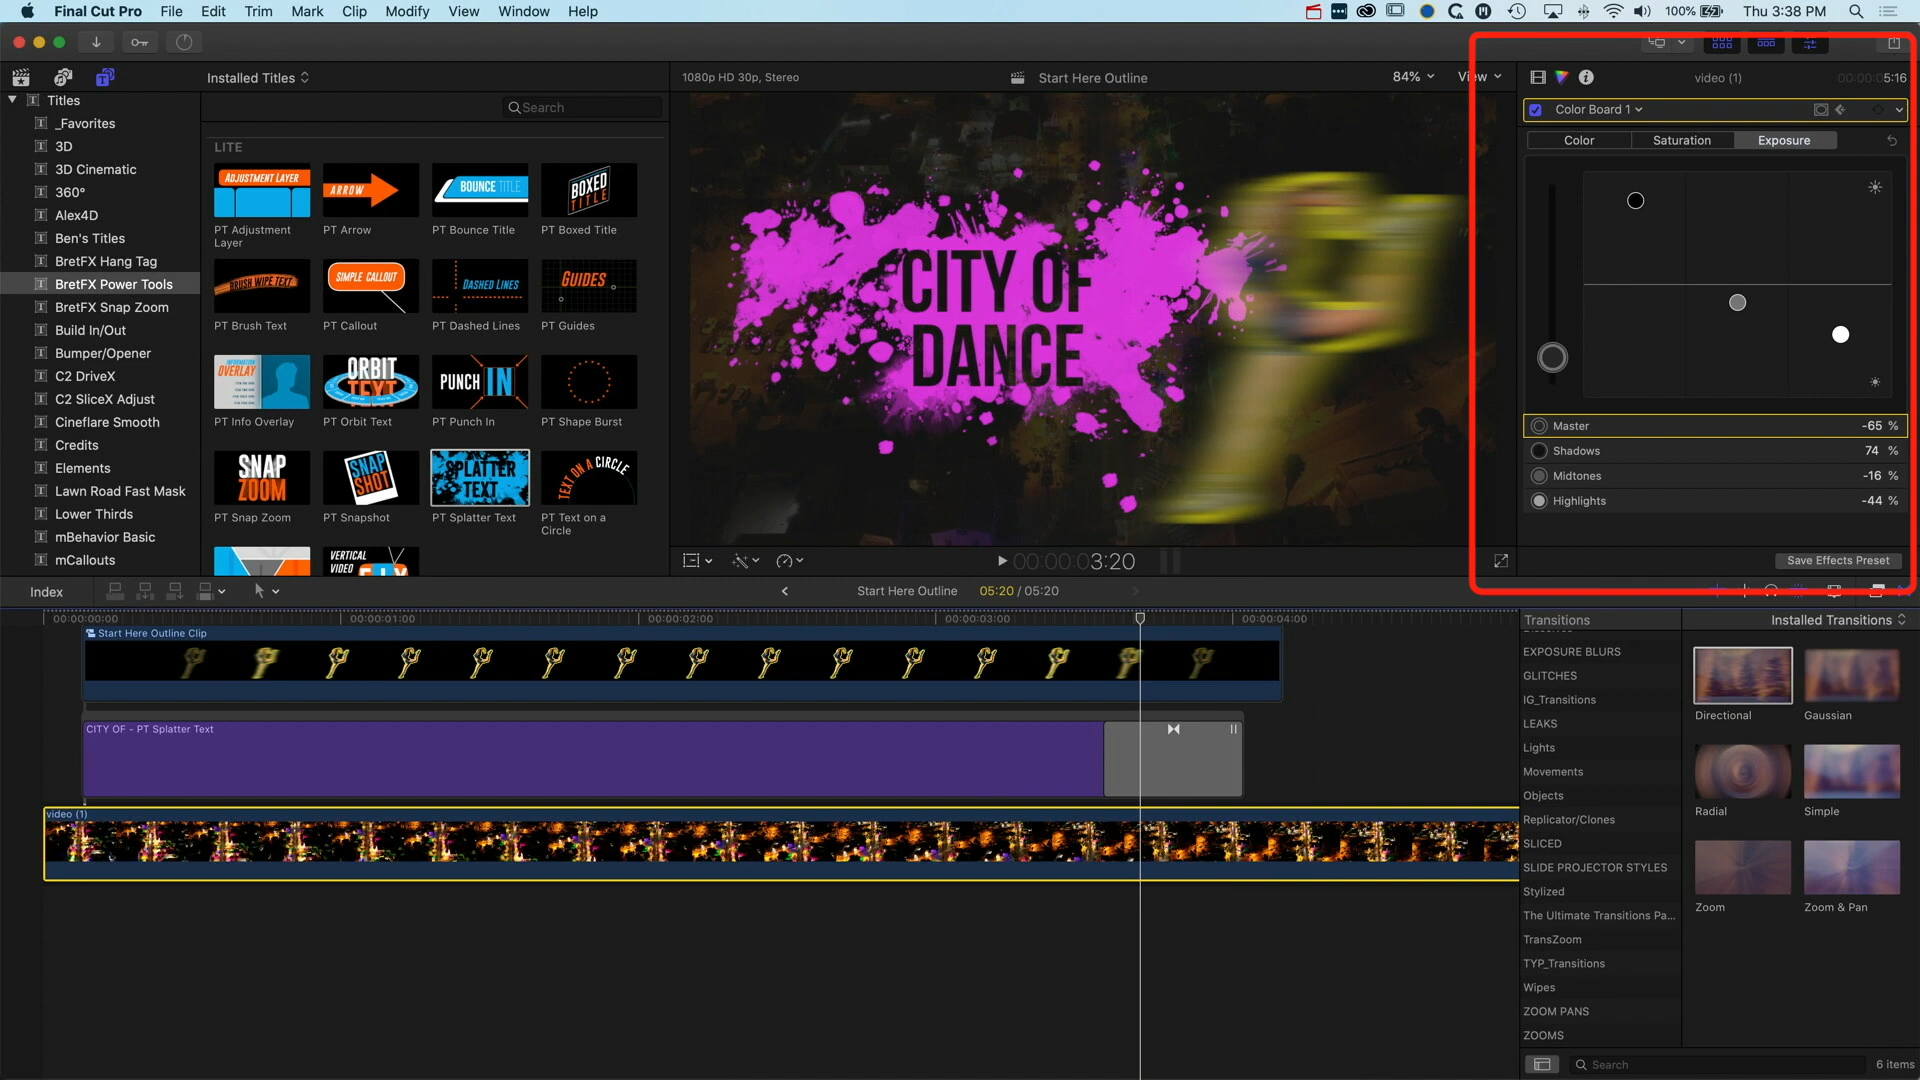 Final Cut Pro File Edit Trim Mark Clip Modify View Window Help 100% Thu 3:38 PM
Installed Titles
1080p HD 30p, Stereo
Start Here Outline
84%
View
video (1)
5:16
Titles
_Favorites
3D
3D Cinematic
360°
Alex4D
Ben's Titles
BretFX Hang Tag
BretFX Power Tools
BretFX Snap Zoom
Build In/Out
Bumper/Opener
C2 DriveX
C2 SliceX Adjust
Cineflare Smooth
Credits
Elements
Lawn Road Fast Mask
Lower Thirds
mBehavior Basic
mCallouts
Search
LITE
ADJUSTMENT LAYER
ARROW
BOUNCE TITLE
BOXED TITLE
PT Adjustment Layer
PT Arrow
PT Bounce Title
PT Boxed Title
BRUSH WIPE TEXT
SIMPLE CALLOUT
DASHED LINES
GUIDES
PT Brush Text
PT Callout
PT Dashed Lines
PT Guides
INFORMATION OVERLAY
ORBIT TEXT
PUNCH IN
PT Info Overlay
PT Orbit Text
PT Punch In
PT Shape Burst
SNAP ZOOM
SNAP SHOT
SPLATTER TEXT
TEXT ON A CIRCLE
PT Snap Zoom
PT Snapshot
PT Splatter Text
PT Text on a Circle
VERTICAL VIDEO
CITY OF
DANCE
00:00:00:03:20
Color Board 1
Color Saturation Exposure
Master -65 %
Shadows 74 %
Midtones -16 %
Highlights -44 %
Save Effects Preset
Index
Start Here Outline 05:20 / 05:20
00:00:00:00 00:00:01:00 00:00:02:00 00:00:03:00 00:00:04:00
Start Here Outline Clip
CITY OF - PT Splatter Text
video (1)
Transitions
Installed Transitions
EXPOSURE BLURS
GLITCHES
IG_Transitions
LEAKS
Lights
Movements
Objects
Replicator/Clones
SLICED
SLIDE PROJECTOR STYLES
Stylized
The Ultimate Transitions Pa...
TransZoom
TYP_Transitions
Wipes
ZOOM PANS
ZOOMS
Directional
Gaussian
Radial
Simple
Zoom
Zoom & Pan
Search
6 items